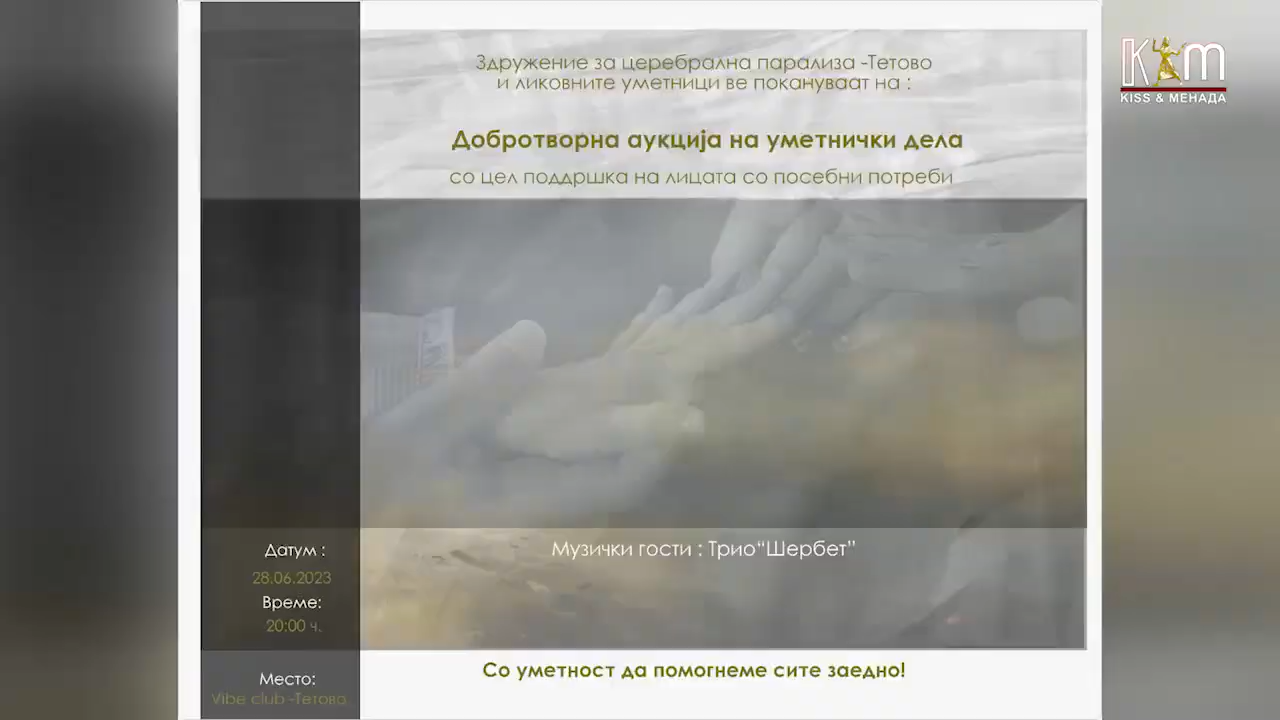 Здружение за церебрална парализа -Тетово
и ликовните уметници ве покануваат на :
Добротворна аукција на уметнички дела
со цел поддршка на лицата со посебни потреби
Музички гости : Трио“Шербет”
Датум :
28.06.2023
Време:
20:00 ч.
Место:
Vibe club -Тетово
Со уметност да помогнеме сите заедно!
KM
KISS & МЕНАДА